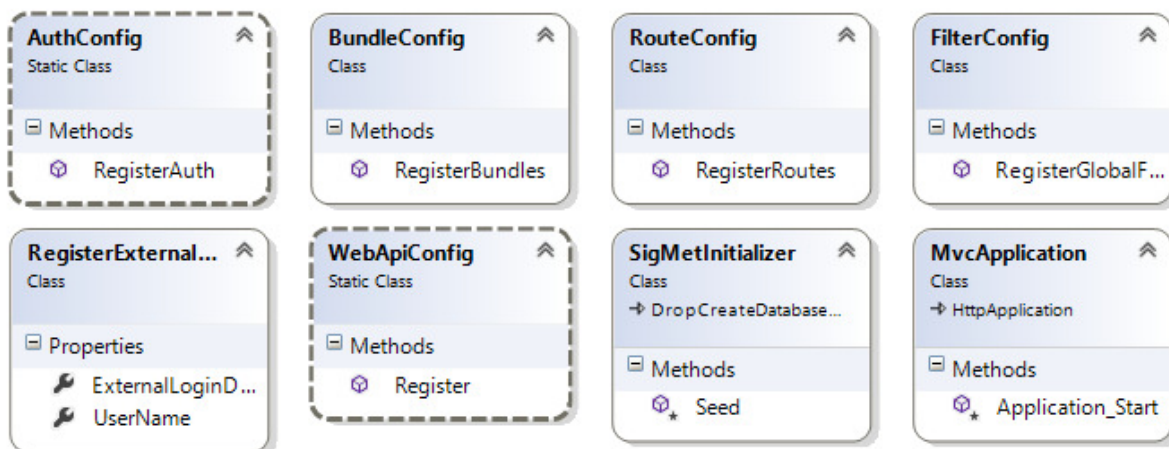 AuthConfig
Static Class
Methods
RegisterAuth
BundleConfig
Class
Methods
RegisterBundles
RouteConfig
Class
Methods
RegisterRoutes
FilterConfig
Class
Methods
RegisterGlobalF...
RegisterExternal...
Class
Properties
ExternalLoginD...
UserName
WebApiConfig
Static Class
Methods
Register
SigMetInitializer
Class
DropCreateDatabase...
Methods
Seed
MvcApplication
Class
HttpApplication
Methods
Application_Start